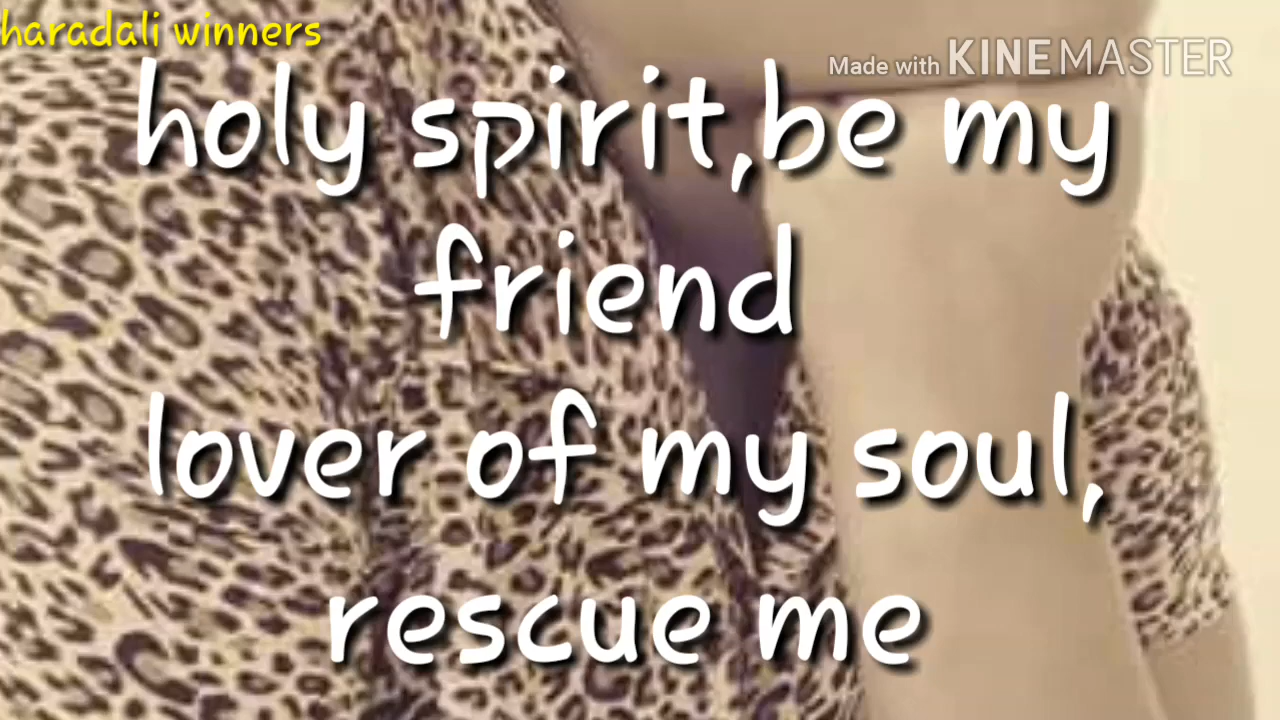 haradali winners
Made with KINEMASTER
holy spirit,be my
friend
lover of my soul,
rescue me